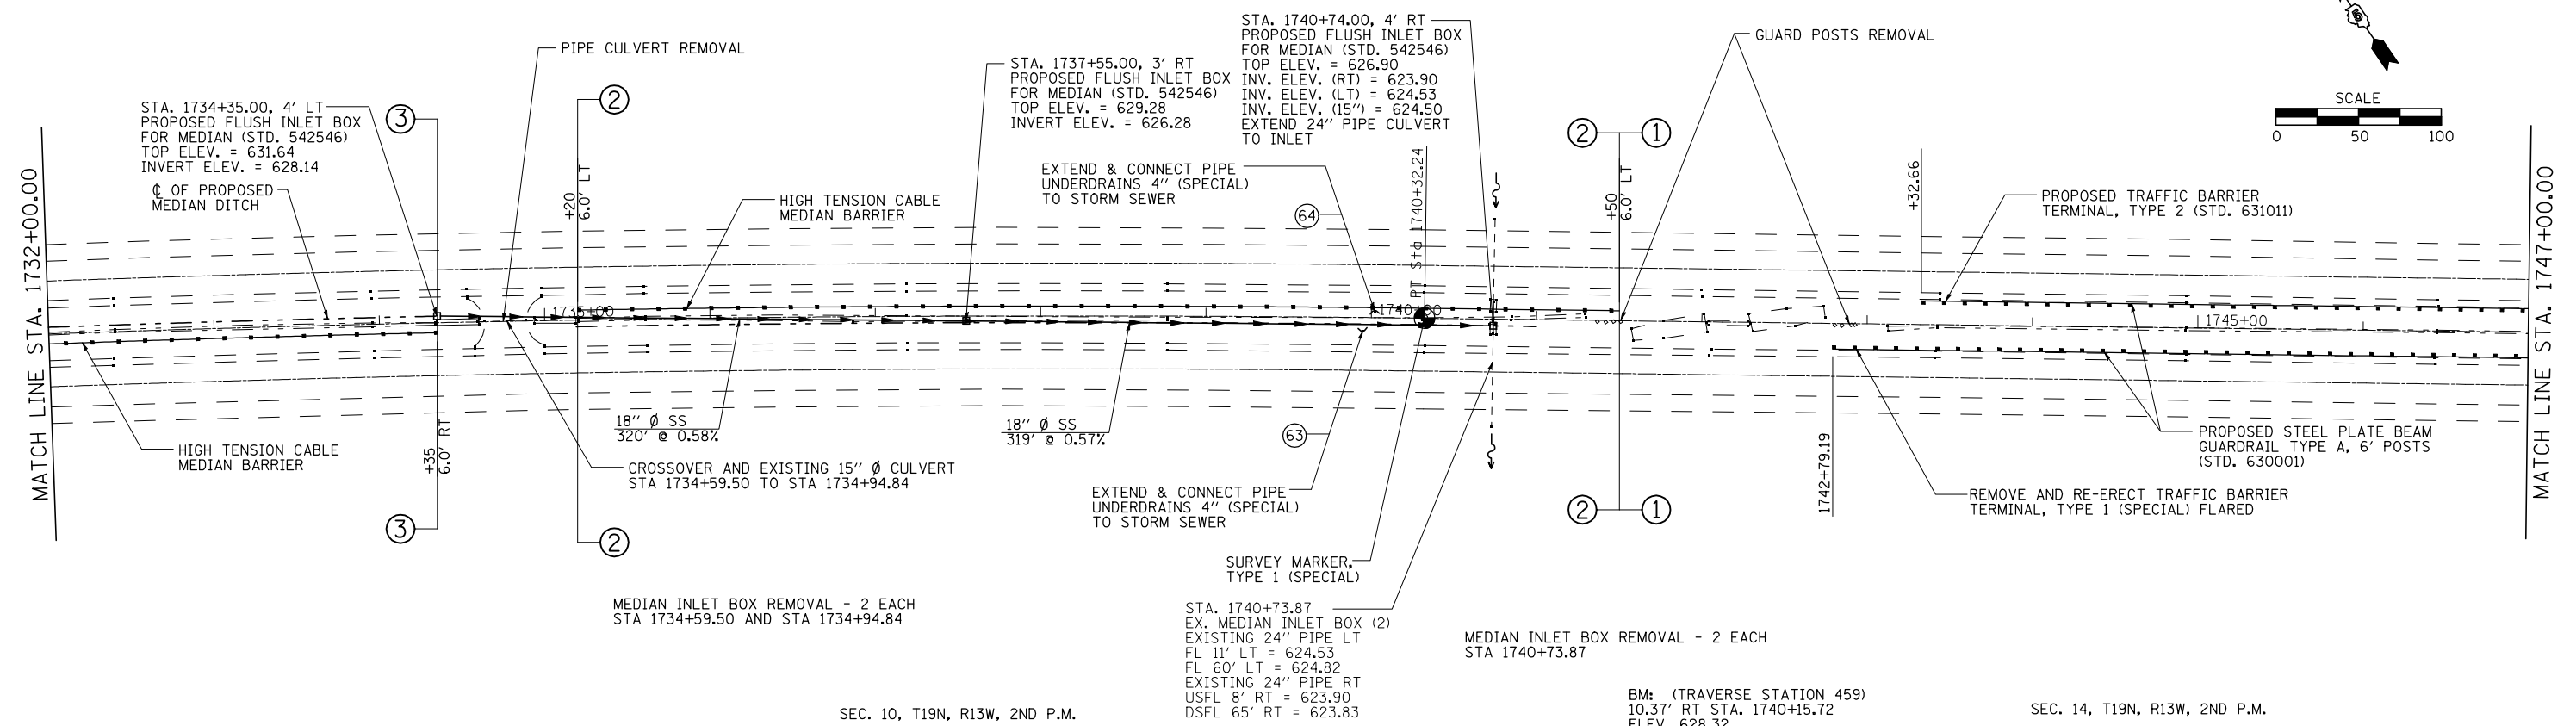 PIPE CULVERT REMOVAL
STA. 1734+35.00, 4' LT
PROPOSED FLUSH INLET BOX
FOR MEDIAN (STD. 542546)
TOP ELEV. = 631.64
INVERT ELEV. = 628.14
℄ OF PROPOSED
MEDIAN DITCH
3
2
+20
6.0' LT
HIGH TENSION CABLE
MEDIAN BARRIER
STA. 1737+55.00, 3' RT
PROPOSED FLUSH INLET BOX
FOR MEDIAN (STD. 542546)
TOP ELEV. = 629.28
INVERT ELEV. = 626.28
STA. 1740+74.00, 4' RT
PROPOSED FLUSH INLET BOX
FOR MEDIAN (STD. 542546)
TOP ELEV. = 626.90
INV. ELEV. (RT) = 623.90
INV. ELEV. (LT) = 624.53
INV. ELEV. (15'') = 624.50
EXTEND 24'' PIPE CULVERT
TO INLET
EXTEND & CONNECT PIPE
UNDERDRAINS 4'' (SPECIAL)
TO STORM SEWER
64
PT Sta 1740+32.24
2
1
+50
6.0' LT
GUARD POSTS REMOVAL
+32.66
PROPOSED TRAFFIC BARRIER
TERMINAL, TYPE 2 (STD. 631011)
SCALE
0 50 100
MATCH LINE STA. 1732+00.00
MATCH LINE STA. 1747+00.00
1735+00
1740+00
1745+00
HIGH TENSION CABLE
MEDIAN BARRIER
+35
6.0' RT
3
2
18'' Ø SS
320' @ 0.58%
CROSSOVER AND EXISTING 15'' Ø CULVERT
STA 1734+59.50 TO STA 1734+94.84
18'' Ø SS
319' @ 0.57%
63
EXTEND & CONNECT PIPE
UNDERDRAINS 4'' (SPECIAL)
TO STORM SEWER
SURVEY MARKER,
TYPE 1 (SPECIAL)
2
1
1742+79.19
PROPOSED STEEL PLATE BEAM
GUARDRAIL TYPE A, 6' POSTS
(STD. 630001)
REMOVE AND RE-ERECT TRAFFIC BARRIER
TERMINAL, TYPE 1 (SPECIAL) FLARED
MEDIAN INLET BOX REMOVAL - 2 EACH
STA 1734+59.50 AND STA 1734+94.84
STA. 1740+73.87
EX. MEDIAN INLET BOX (2)
EXISTING 24'' PIPE LT
FL 11' LT = 624.53
FL 60' LT = 624.82
EXISTING 24'' PIPE RT
USFL 8' RT = 623.90
DSFL 65' RT = 623.83
MEDIAN INLET BOX REMOVAL - 2 EACH
STA 1740+73.87
SEC. 10, T19N, R13W, 2ND P.M.
BM: (TRAVERSE STATION 459)
10.37' RT STA. 1740+15.72
ELEV. 628.32
SEC. 14, T19N, R13W, 2ND P.M.